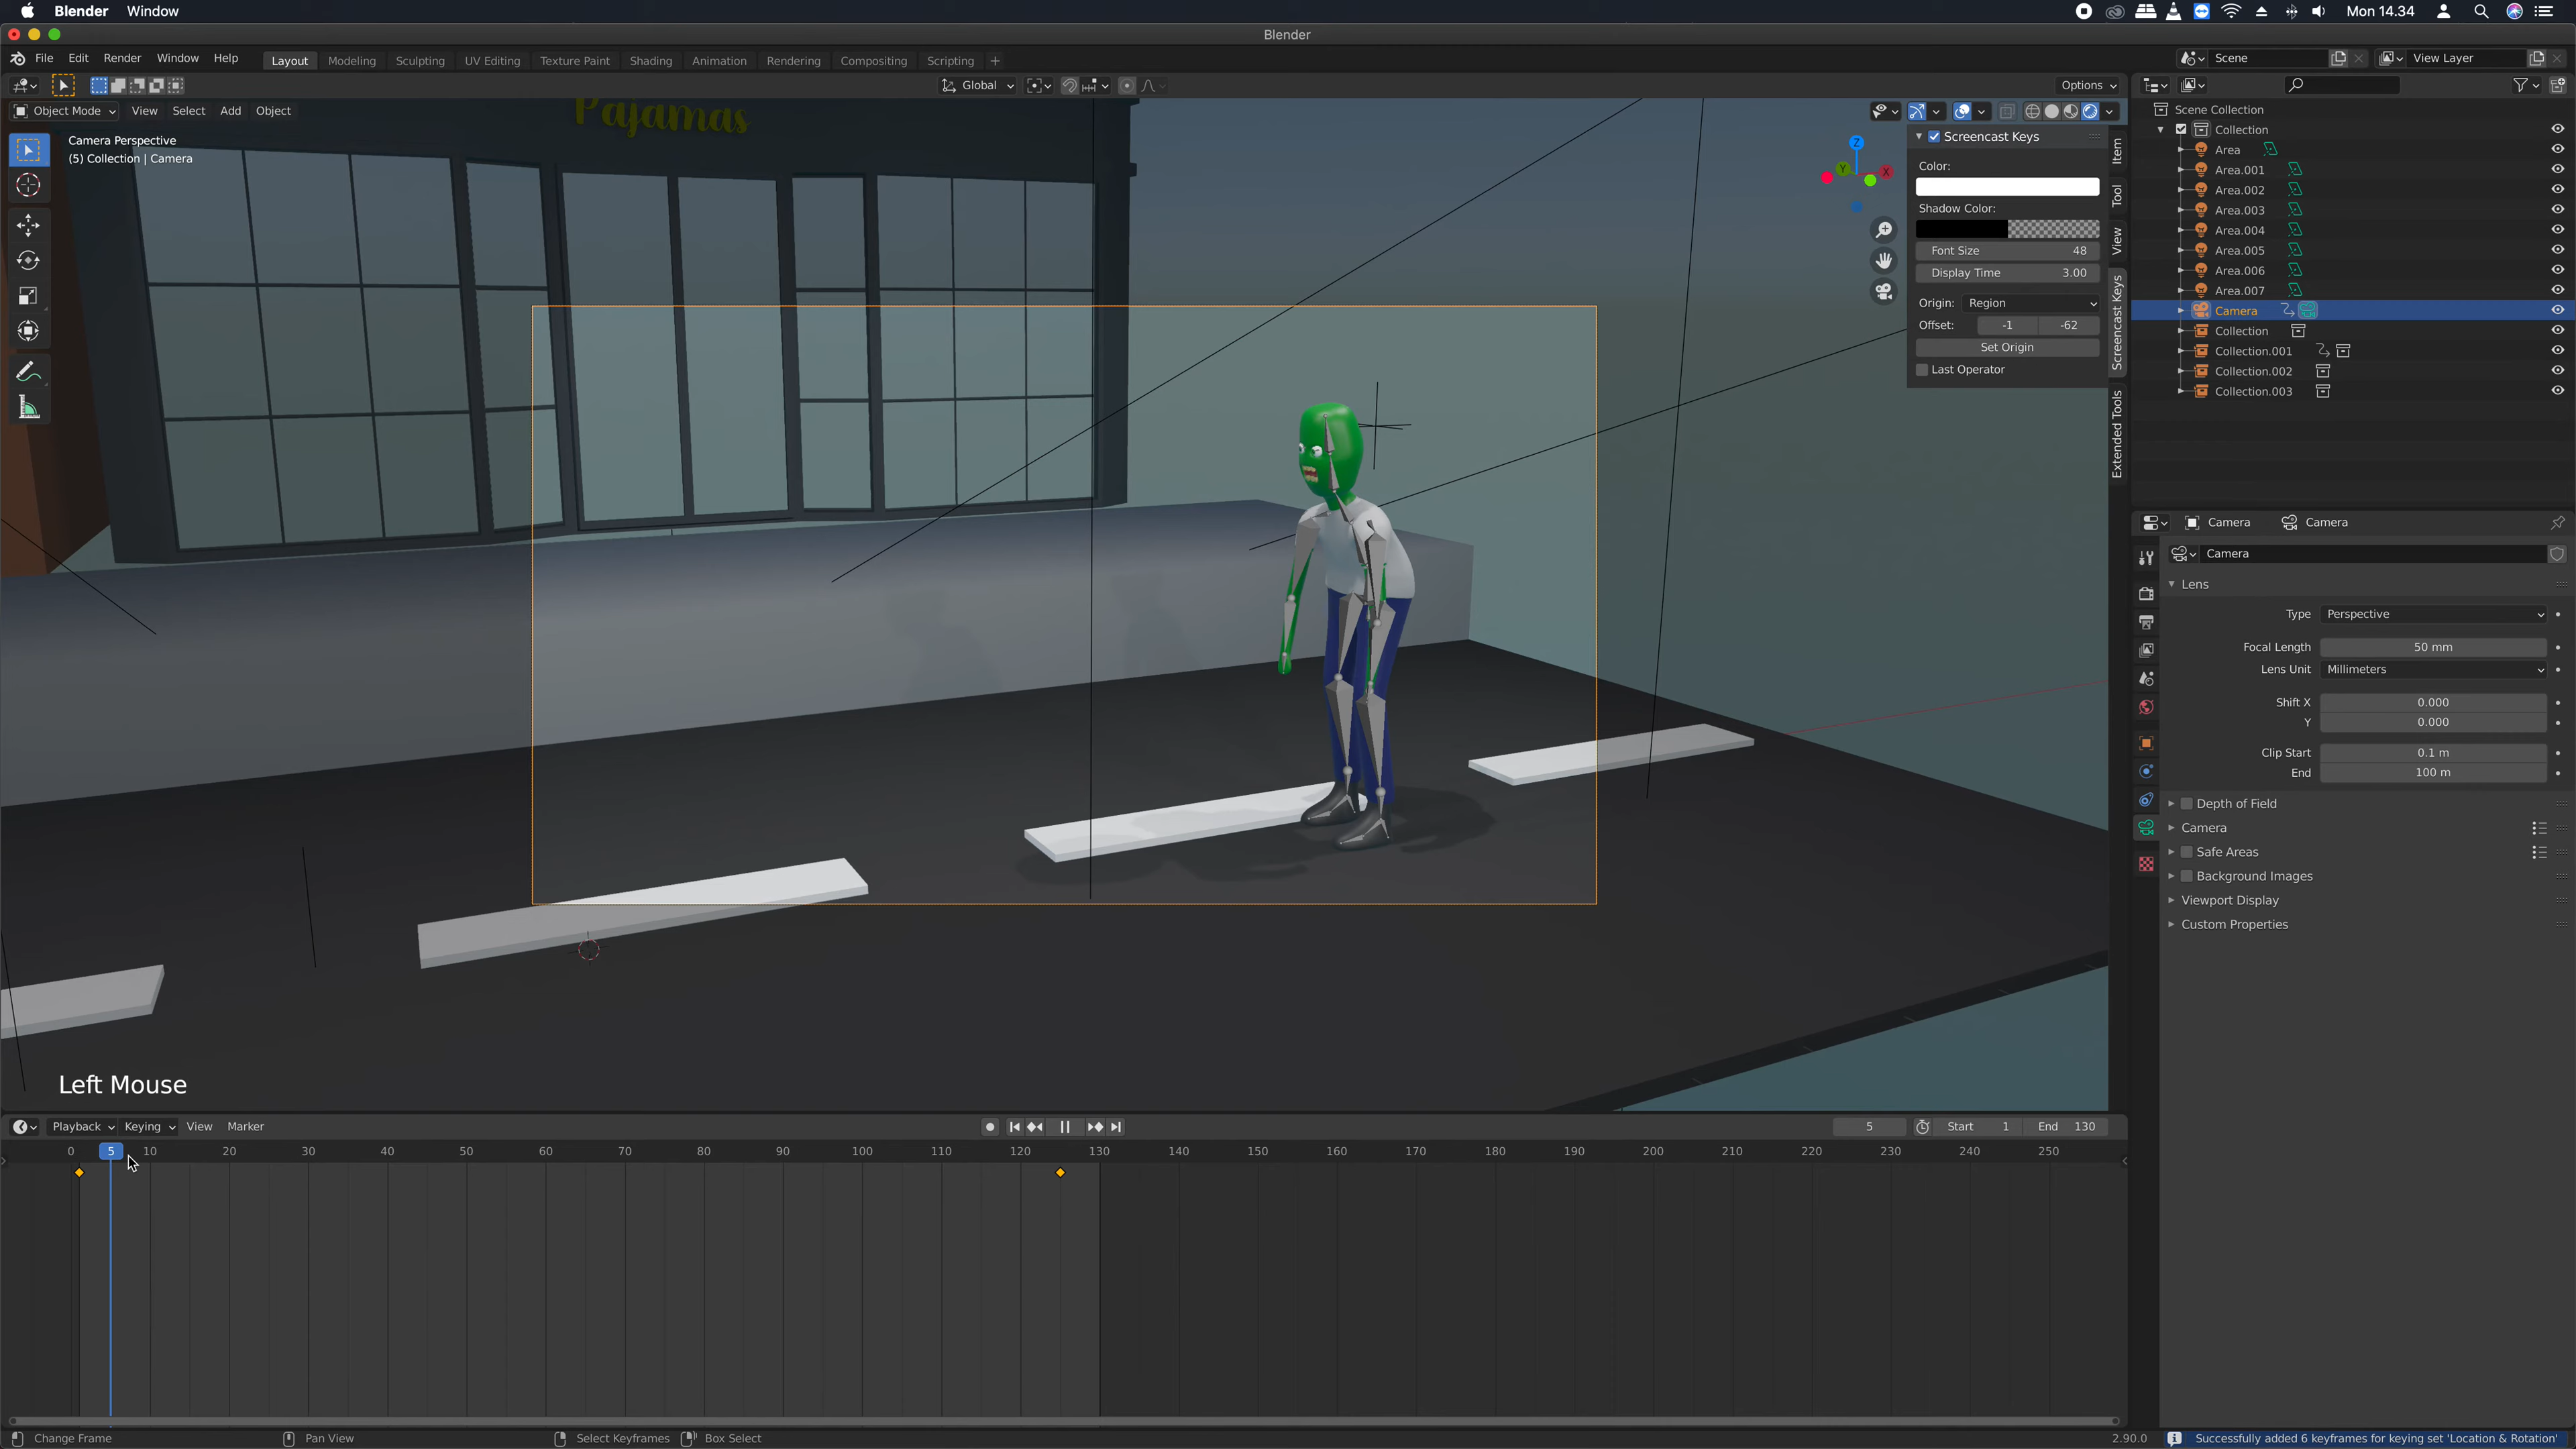 Blender Window Mon 14.34
Blender
File Edit Render Window Help Layout Modeling Sculpting UV Editing Texture Paint Shading Animation Rendering Compositing Scripting + Scene View Layer
Global Options
Object Mode View Select Add Object
Pajamas
Camera Perspective
(5) Collection | Camera
Z
Y
X
Screencast Keys
Color:
Shadow Color:
Font Size 48
Display Time 3.00
Origin: Region
Offset: -1 -62
Set Origin
Last Operator
Item
Tool
View
Screencast Keys
Extended Tools
Scene Collection
Collection
Area
Area.001
Area.002
Area.003
Area.004
Area.005
Area.006
Area.007
Camera
Collection
Collection.001
Collection.002
Collection.003
Camera Camera
Camera
Lens
Type Perspective
Focal Length 50 mm
Lens Unit Millimeters
Shift X 0.000
Y 0.000
Clip Start 0.1 m
End 100 m
Depth of Field
Camera
Safe Areas
Background Images
Viewport Display
Custom Properties
Left Mouse
Playback Keying View Marker 5 Start 1 End 130
0 5 10 20 30 40 50 60 70 80 90 100 110 120 130 140 150 160 170 180 190 200 210 220 230 240 250
Change Frame Pan View Select Keyframes Box Select 2.90.0 Successfully added 6 keyframes for keying set 'Location & Rotation'